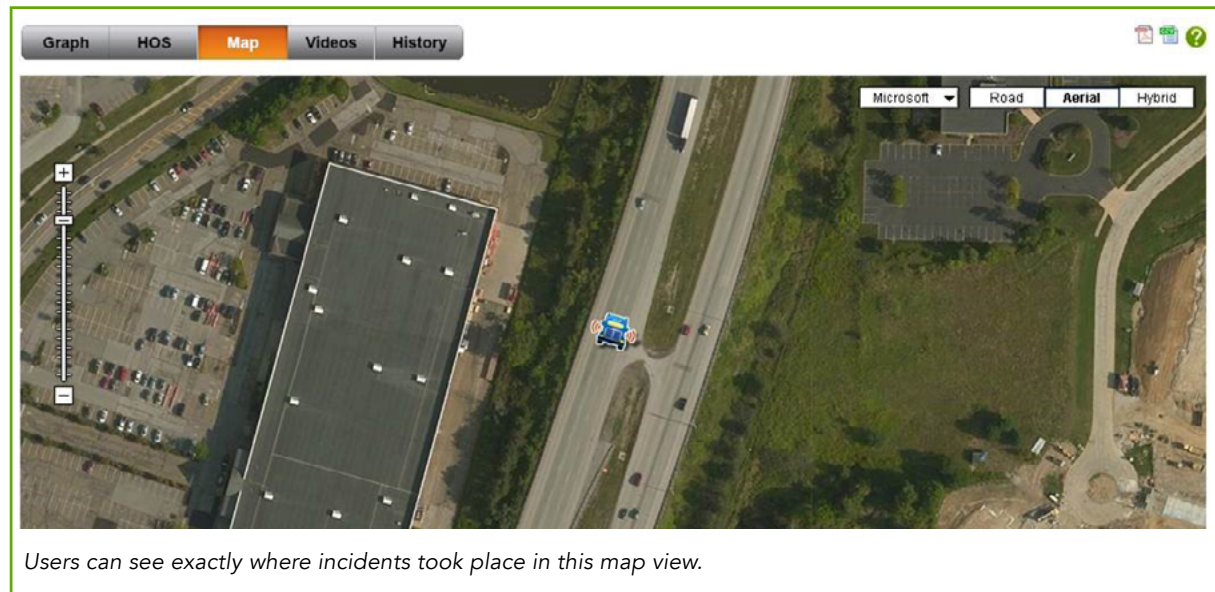 Graph HOS Map Videos History
Microsoft Road Aerial Hybrid
Users can see exactly where incidents took place in this map view.